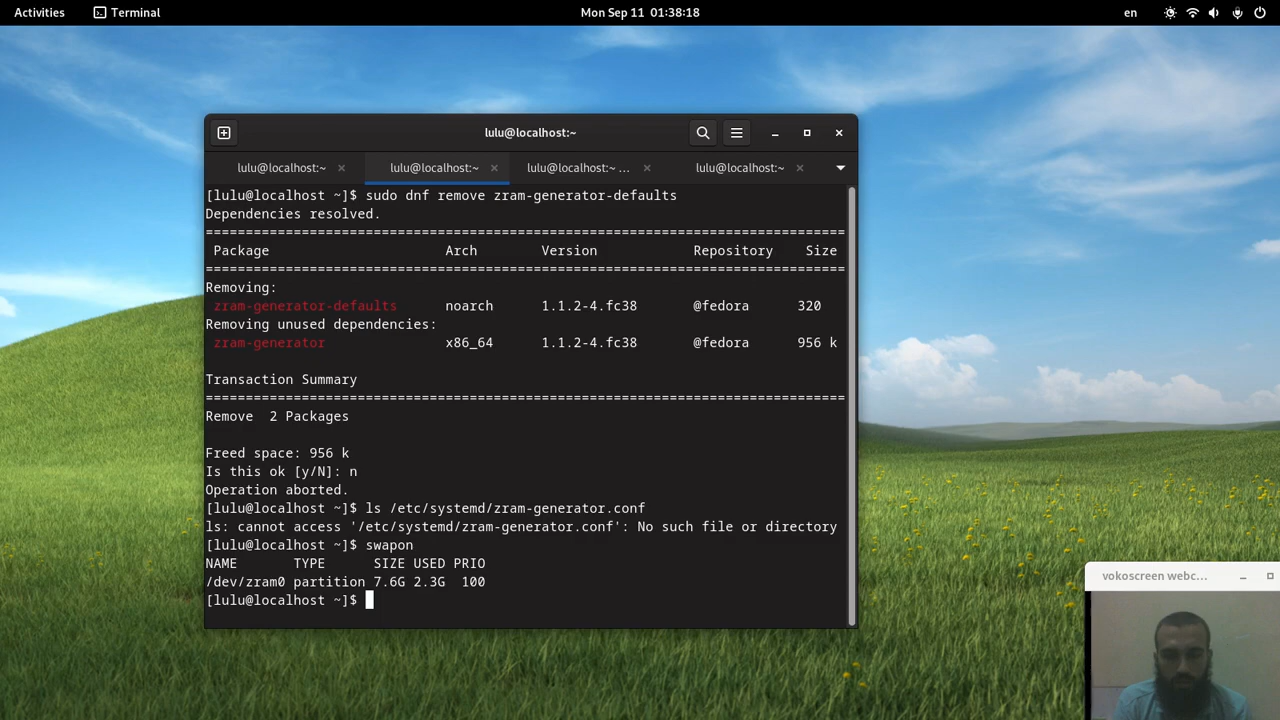 Activities Terminal Mon Sep 11 01:38:18 en
lulu@localhost:~
lulu@localhost:~ lulu@localhost:~ lulu@localhost:~ ... lulu@localhost:~
[lulu@localhost ~]$ sudo dnf remove zram-generator-defaults
Dependencies resolved.
================================================================================
Package Arch Version Repository Size
================================================================================
Removing:
zram-generator-defaults noarch 1.1.2-4.fc38 @fedora 320
Removing unused dependencies:
zram-generator x86_64 1.1.2-4.fc38 @fedora 956 k
Transaction Summary
================================================================================
Remove 2 Packages
Freed space: 956 k
Is this ok [y/N]: n
Operation aborted.
[lulu@localhost ~]$ ls /etc/systemd/zram-generator.conf
ls: cannot access '/etc/systemd/zram-generator.conf': No such file or directory
[lulu@localhost ~]$ swapon
NAME TYPE SIZE USED PRIO
/dev/zram0 partition 7.6G 2.3G 100
[lulu@localhost ~]$
vokoscreen webc...